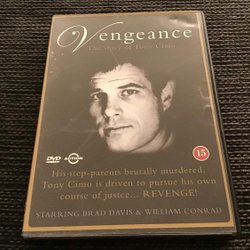 Vengeance
The story of Tony Cimo
15
DVD
His step-parents brutally murdered.
Tony Cimo is driven to pursue his own
course of justice... REVENGE!
STARRING BRAD DAVIS & WILLIAM CONRAD